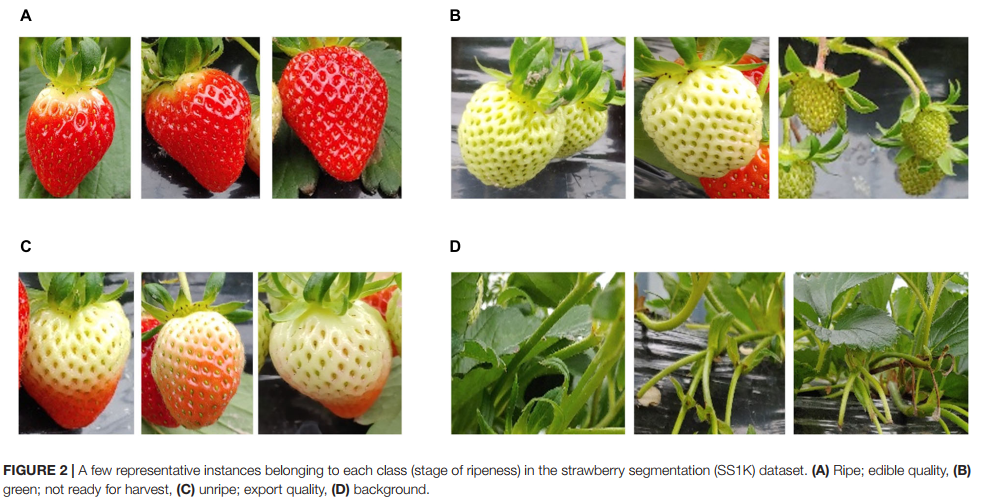 A
B
C
D
FIGURE 2 | A few representative instances belonging to each class (stage of ripeness) in the strawberry segmentation (SS1K) dataset. (A) Ripe; edible quality, (B)
green; not ready for harvest, (C) unripe; export quality, (D) background.